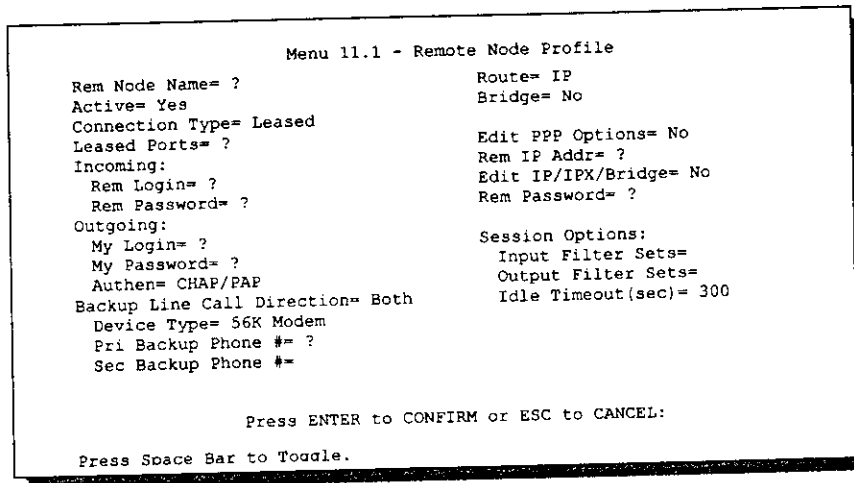 Menu 11.1 - Remote Node Profile
Rem Node Name= ?
Active= Yes
Connection Type= Leased
Leased Ports= ?
Incoming:
Rem Login= ?
Rem Password= ?
Outgoing:
My Login= ?
My Password= ?
Authen= CHAP/PAP
Backup Line Call Direction= Both
Device Type= 56K Modem
Pri Backup Phone #= ?
Sec Backup Phone #=
Route= IP
Bridge= No
Edit PPP Options= No
Rem IP Addr= ?
Edit IP/IPX/Bridge= No
Rem Password= ?
Session Options:
Input Filter Sets=
Output Filter Sets=
Idle Timeout(sec)= 300
Press ENTER to CONFIRM or ESC to CANCEL:
Press Space Bar to Toggle.